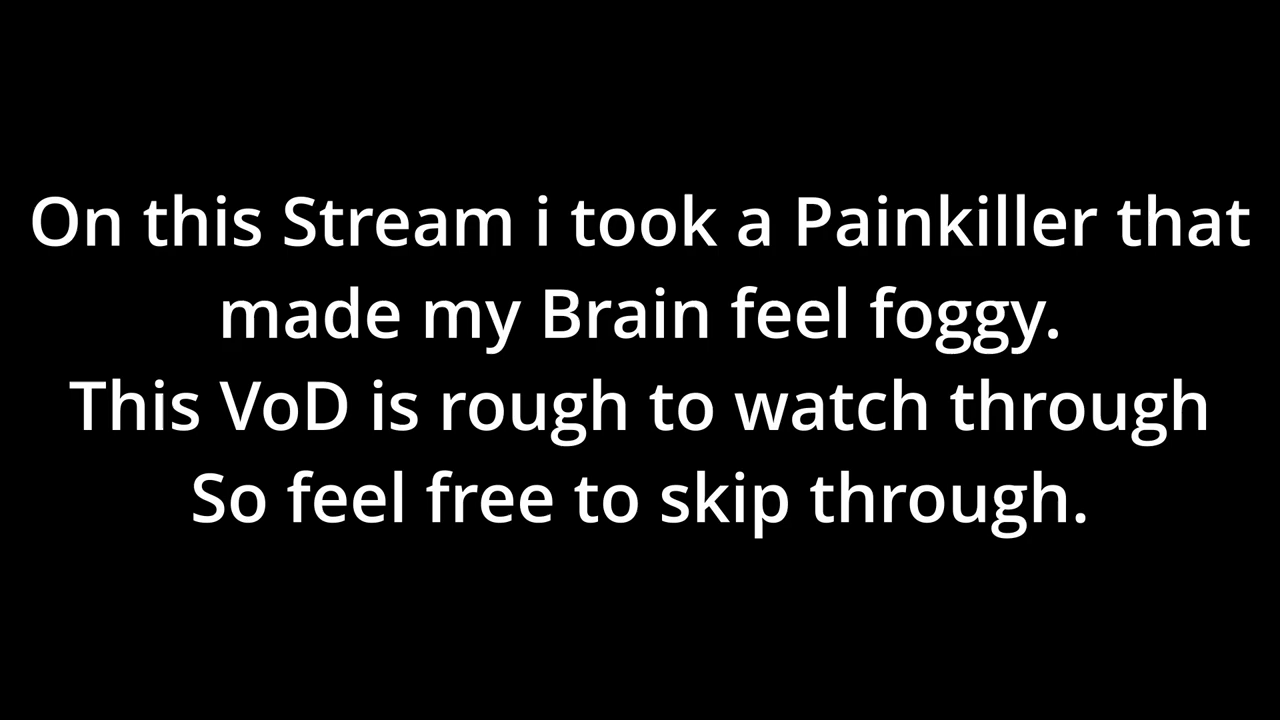 On this Stream i took a Painkiller that
made my Brain feel foggy.
This VoD is rough to watch through
So feel free to skip through.